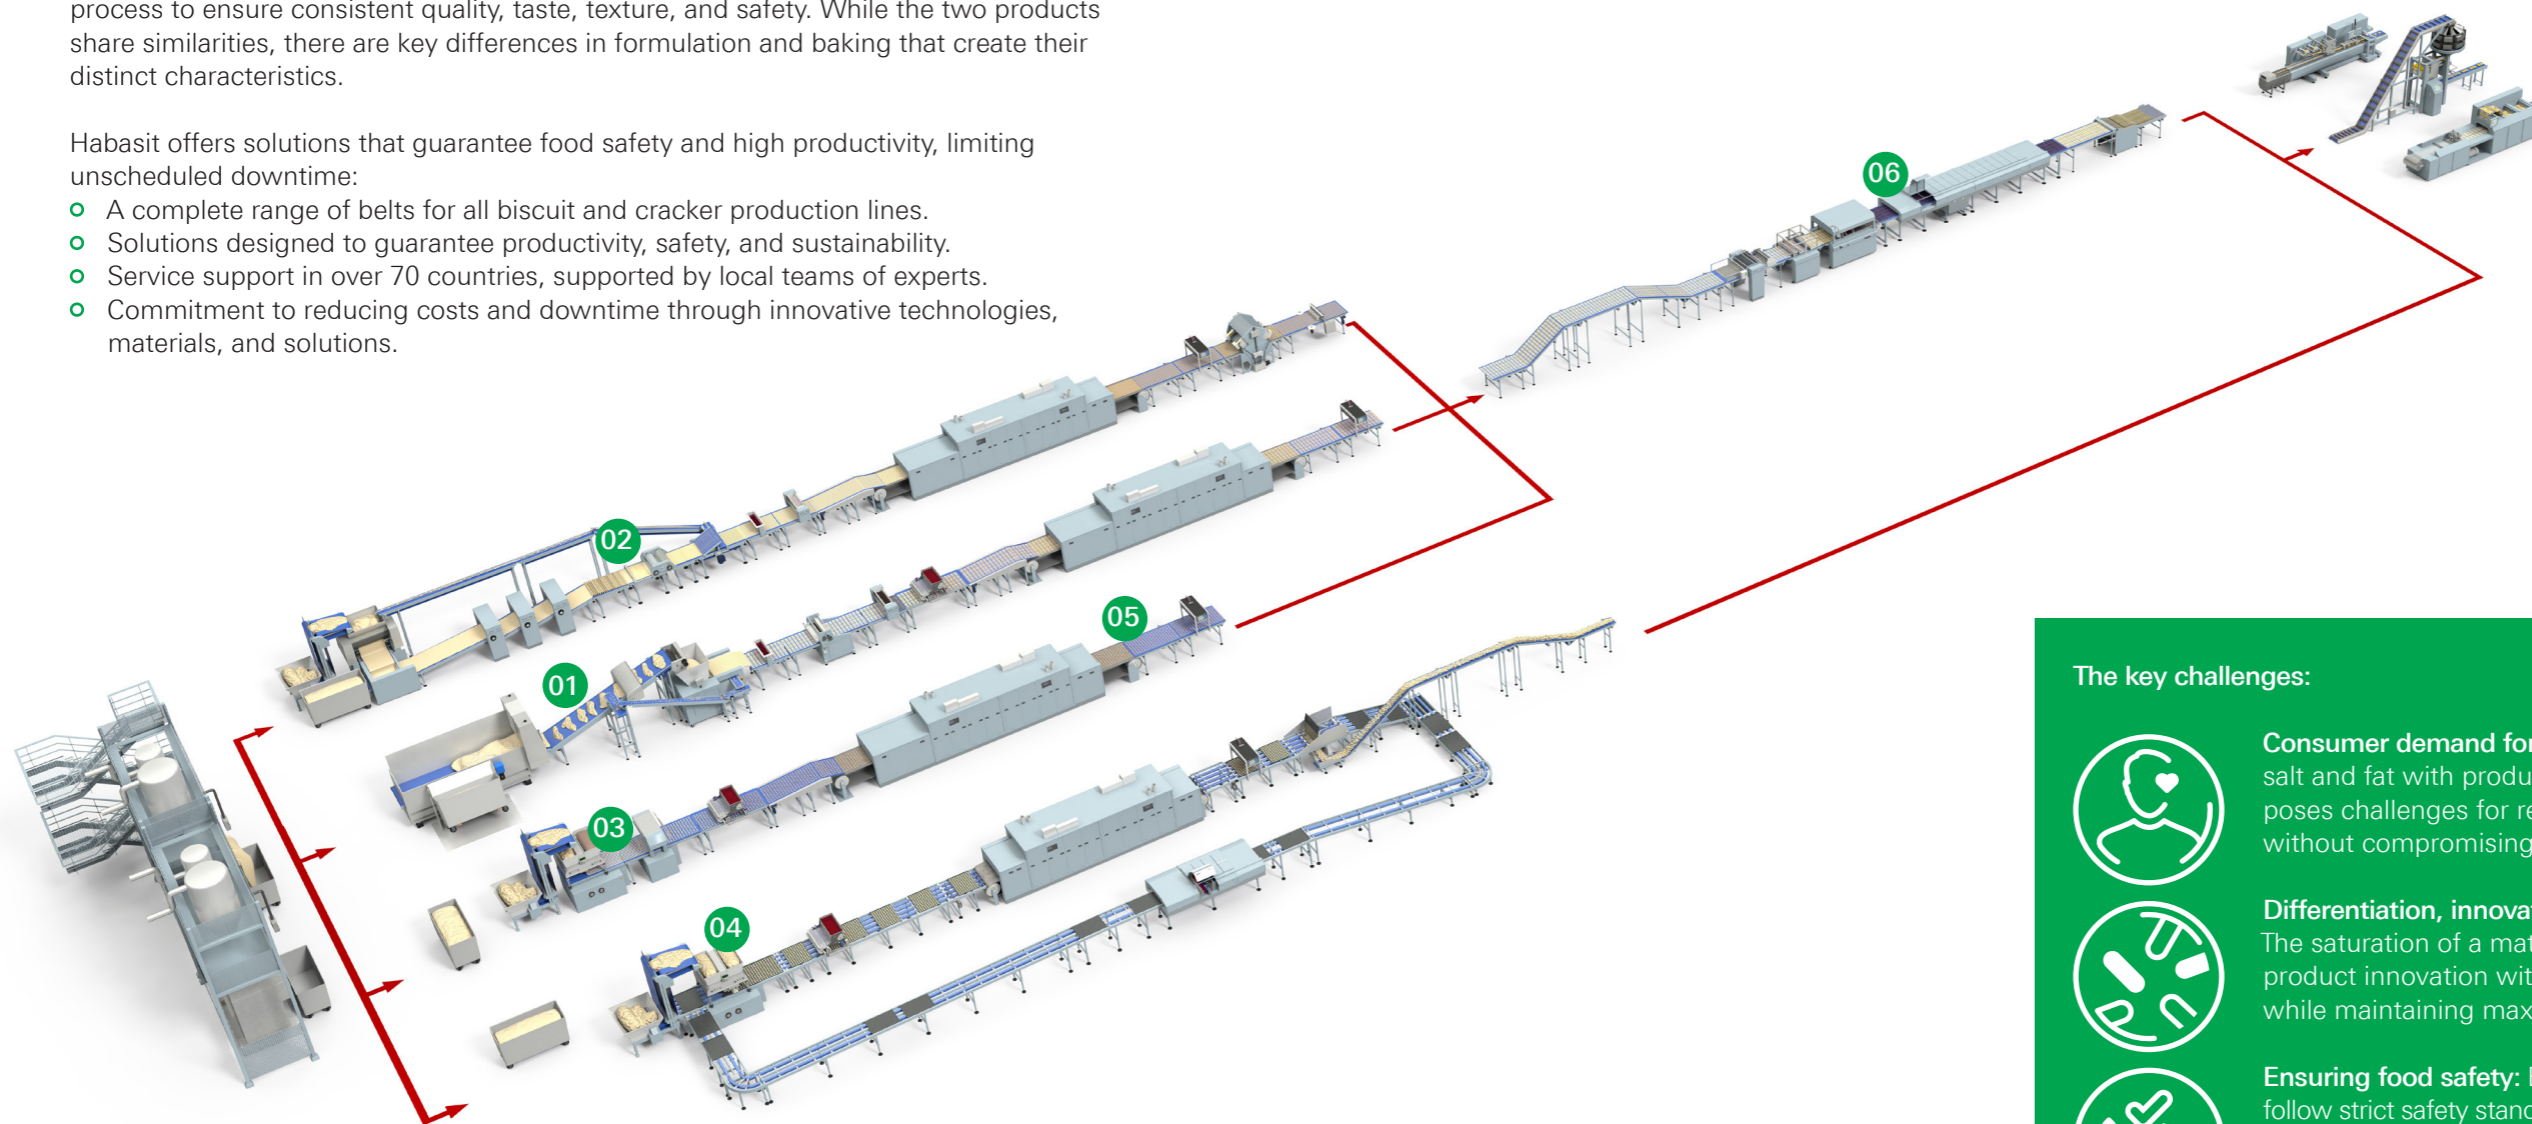 process to ensure consistent quality, taste, texture, and safety. While the two products
share similarities, there are key differences in formulation and baking that create their
distinct characteristics.
Habasit offers solutions that guarantee food safety and high productivity, limiting
unscheduled downtime:
A complete range of belts for all biscuit and cracker production lines.
Solutions designed to guarantee productivity, safety, and sustainability.
Service support in over 70 countries, supported by local teams of experts.
Commitment to reducing costs and downtime through innovative technologies,
materials, and solutions.
06
02
05
01
03
04
The key challenges:
Consumer demand for
salt and fat with produ
poses challenges for re
without compromising
Differentiation, innova
The saturation of a mat
product innovation wit
while maintaining max
Ensuring food safety:
follow strict safety stand